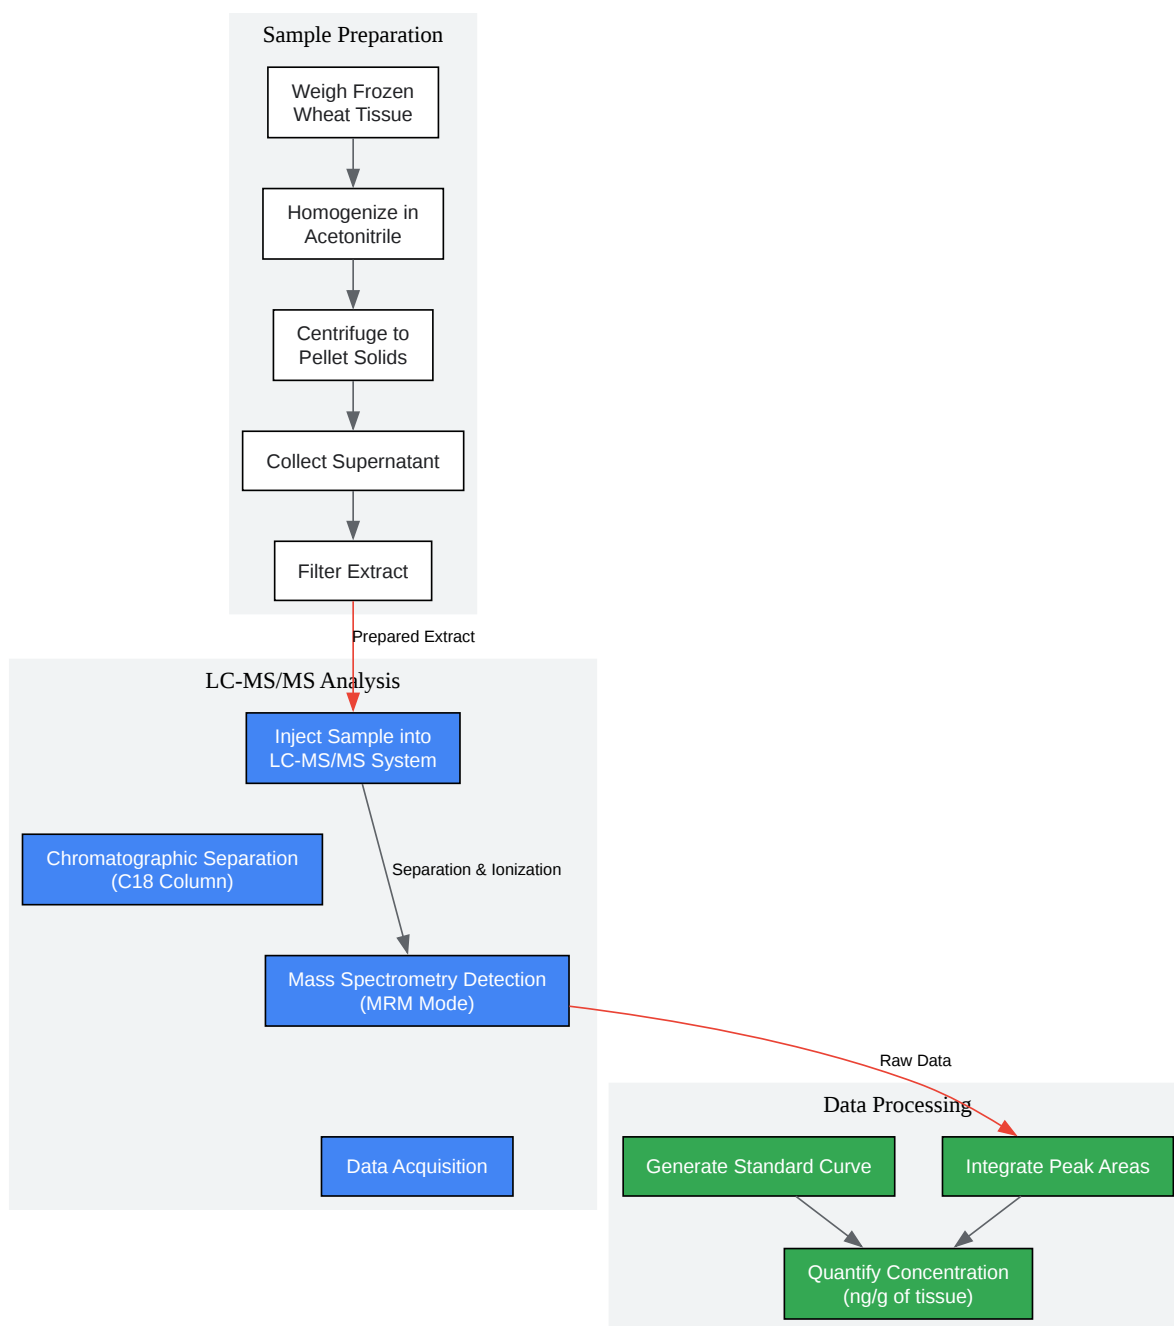 Sample Preparation
Weigh Frozen
Wheat Tissue
Homogenize in
Acetonitrile
Centrifuge to
Pellet Solids
Collect Supernatant
Filter Extract
Prepared Extract
LC-MS/MS Analysis
Inject Sample into
LC-MS/MS System
Chromatographic Separation
(C18 Column)
Separation & Ionization
Mass Spectrometry Detection
(MRM Mode)
Raw Data
Data Acquisition
Data Processing
Generate Standard Curve
Integrate Peak Areas
Quantify Concentration
(ng/g of tissue)